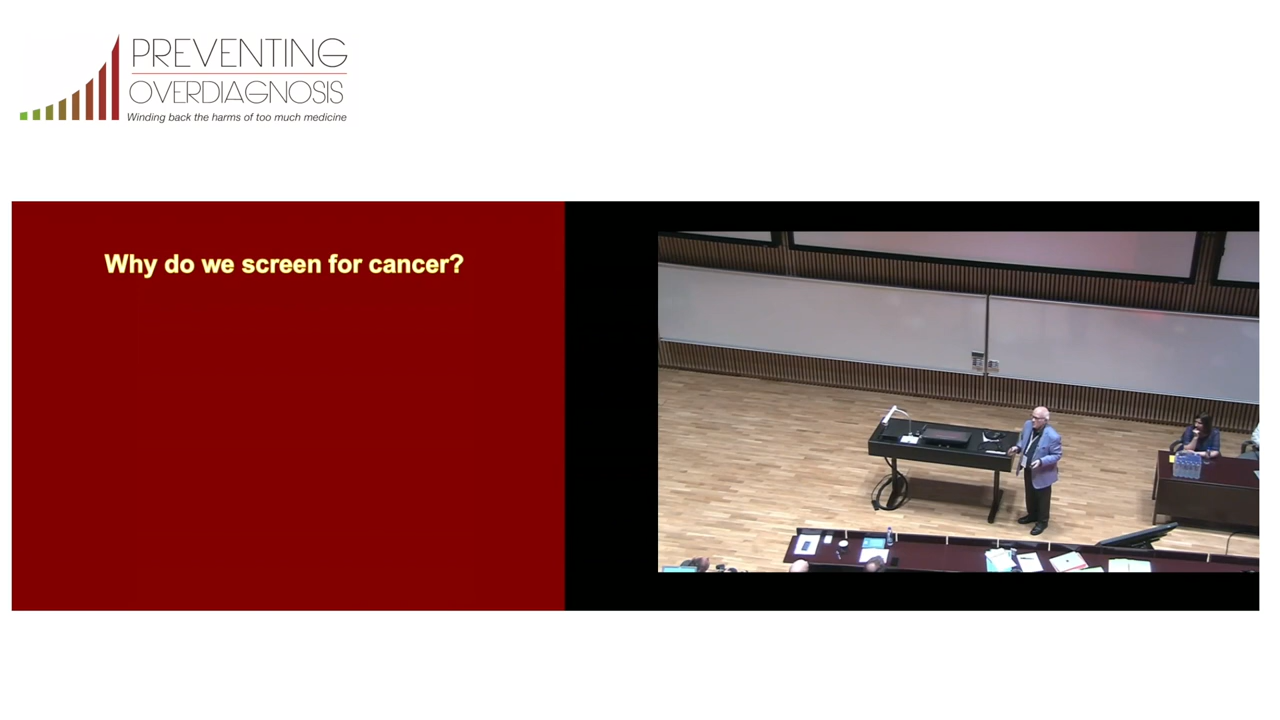 PREVENTING
OVERDIAGNOSIS
Winding back the harms of too much medicine
Why do we screen for cancer?